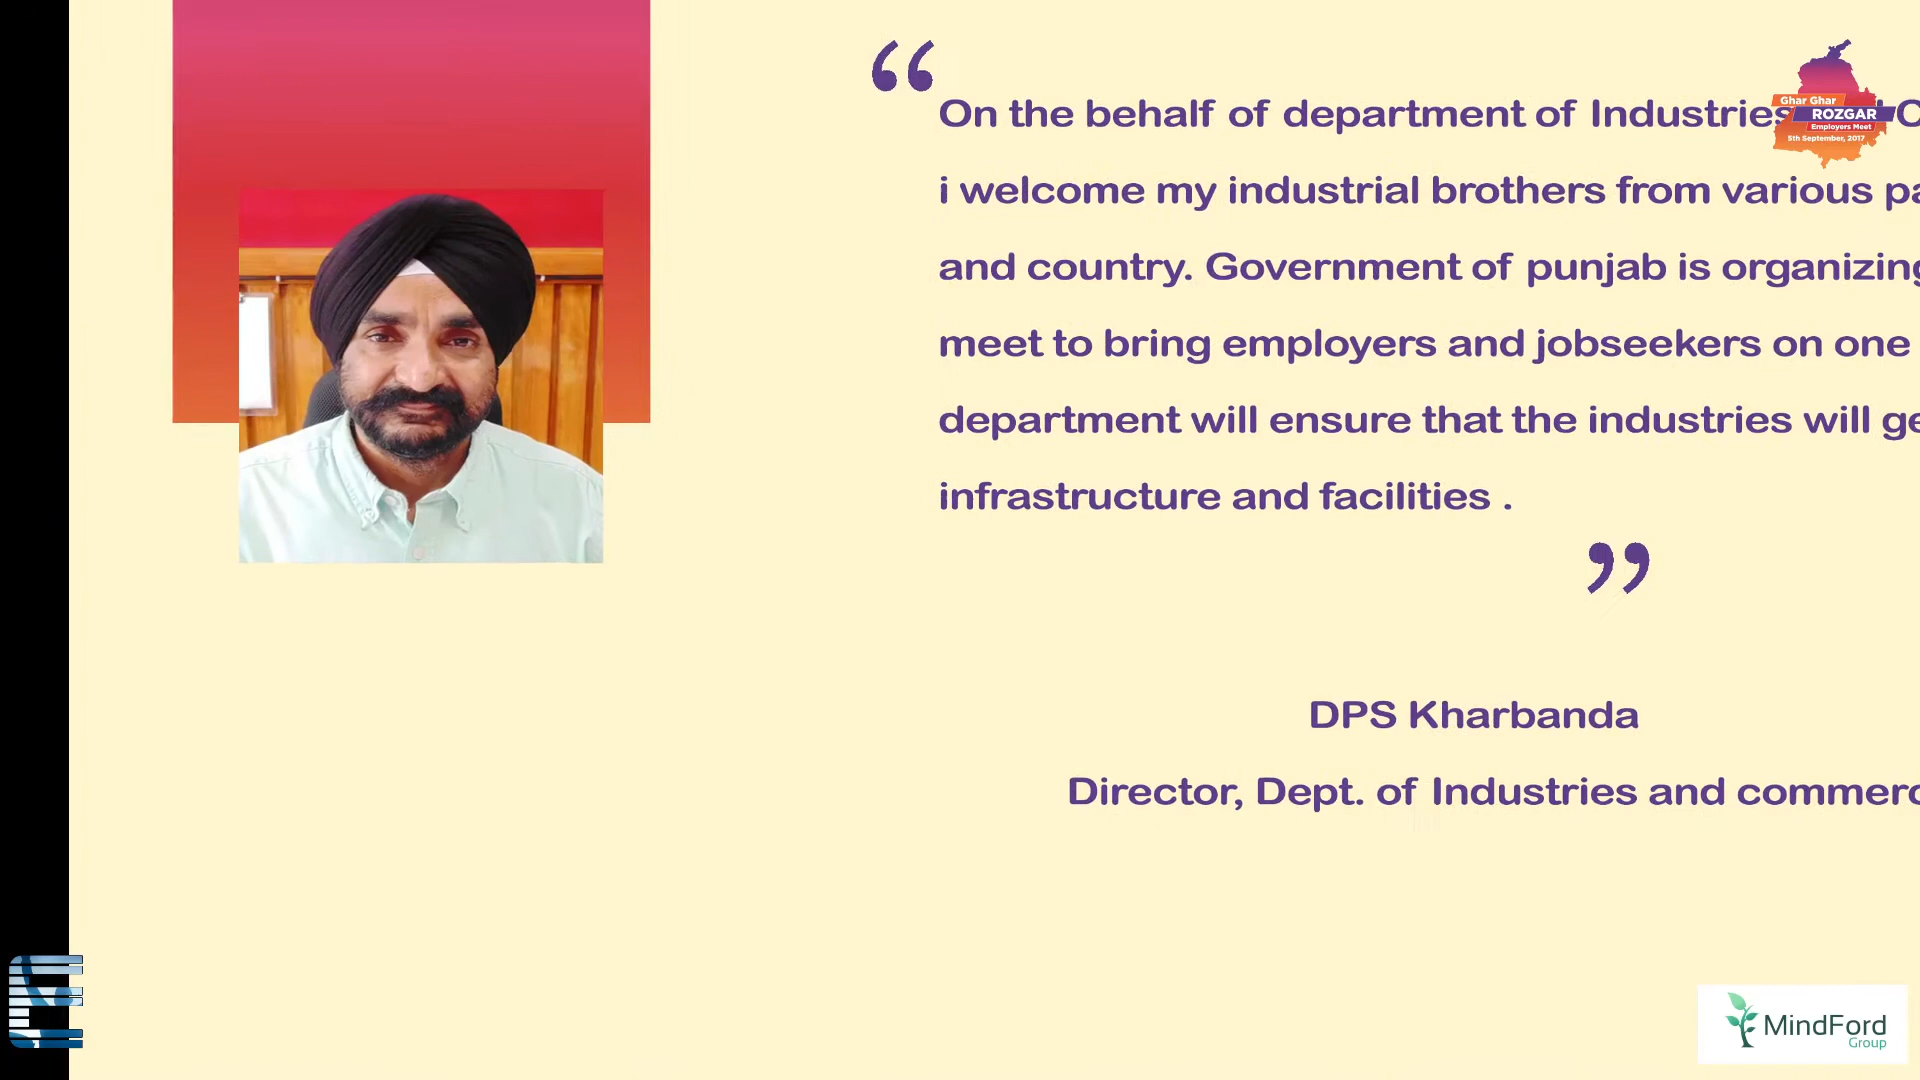 “
On the behalf of department of Industries
i welcome my industrial brothers from various
and country. Government of punjab is organizing
meet to bring employers and jobseekers on one
department will ensure that the industries will
infrastructure and facilities .
”
DPS Kharbanda
Director, Dept. of Industries and
Ghar Ghar
ROZGAR
Employers Meet
5th September, 2017
MindFord
Group